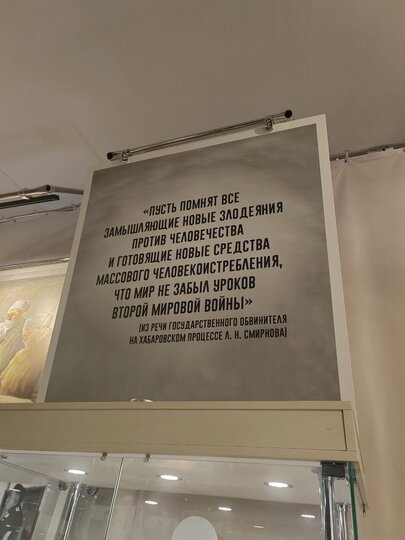 «ПУСТЬ ПОМНЯТ ВСЕ
ЗАМЫШЛЯЮЩИЕ НОВЫЕ ЗЛОДЕЯНИЯ
ПРОТИВ ЧЕЛОВЕЧЕСТВА
И ГОТОВЯЩИЕ НОВЫЕ СРЕДСТВА
МАССОВОГО ЧЕЛОВЕКОИСТРЕБЛЕНИЯ,
ЧТО МИР НЕ ЗАБЫЛ УРОКОВ
ВТОРОЙ МИРОВОЙ ВОЙНЫ»
(ИЗ РЕЧИ ГОСУДАРСТВЕННОГО ОБВИНИТЕЛЯ
НА ХАБАРОВСКОМ ПРОЦЕССЕ Л. Н. СМИРНОВА)